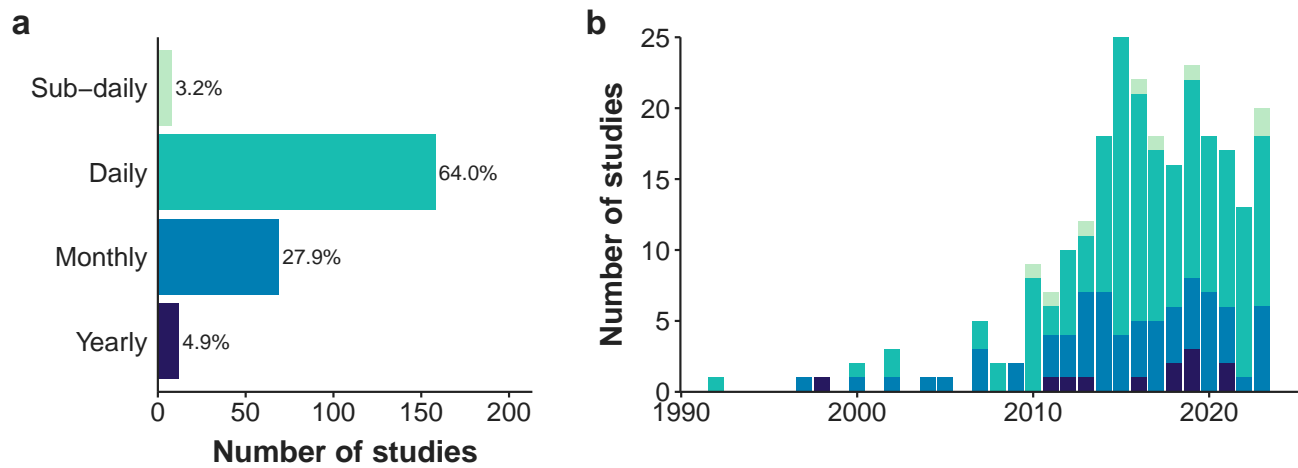 a
Sub−daily
Daily
Monthly
Yearly
3.2%
64.0%
27.9%
4.9%
0 50 100 150 200
Number of studies
b
Number of studies
25
20
15
10
5
0
1990 2000 2010 2020